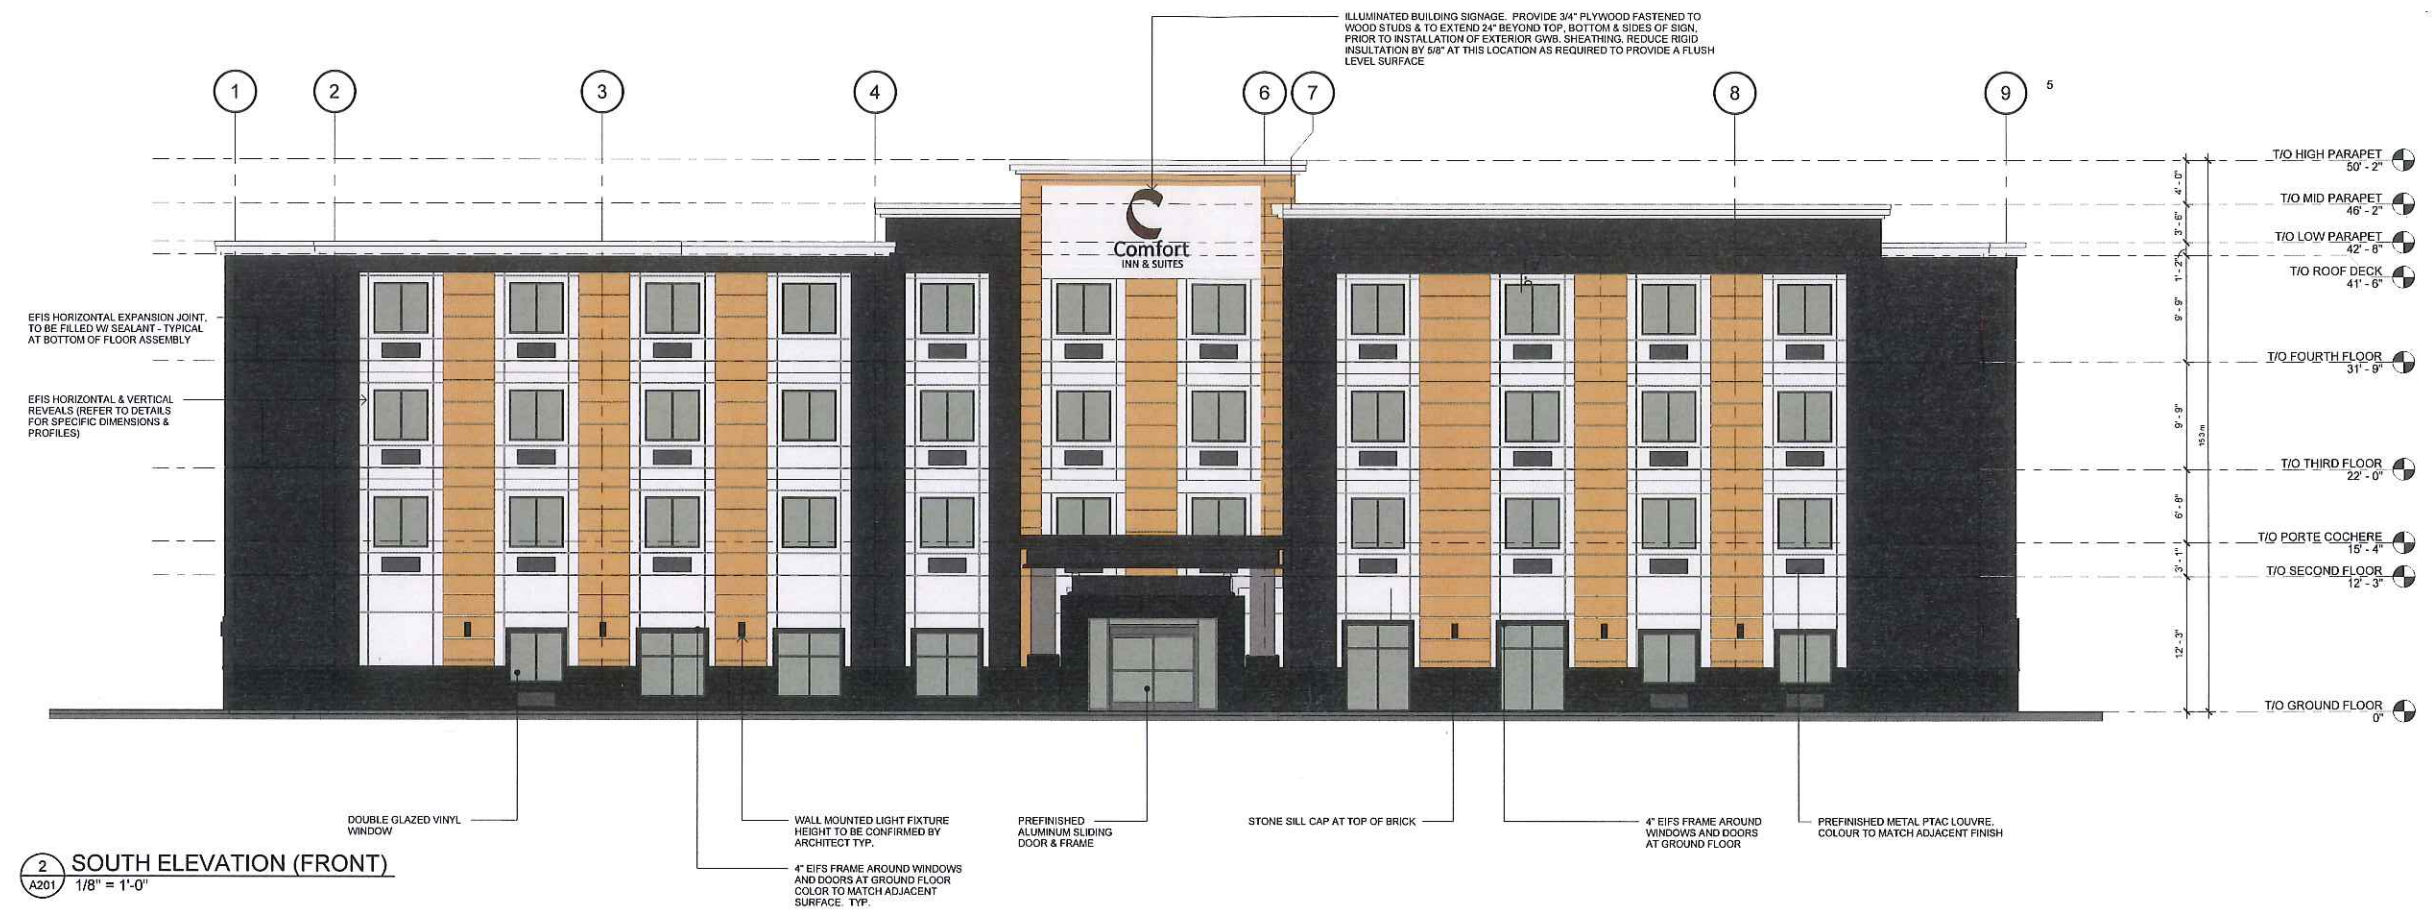 ILLUMINATED BUILDING SIGNAGE. PROVIDE 3/4" PLYWOOD FASTENED TO
WOOD STUDS & TO EXTEND 24" BEYOND TOP, BOTTOM & SIDES OF SIGN,
PRIOR TO INSTALLATION OF EXTERIOR GWB. SHEATHING. REDUCE RIGID
INSULTATION BY 5/8" AT THIS LOCATION AS REQUIRED TO PROVIDE A FLUSH
LEVEL SURFACE
1
2
3
4
6
7
8
9
5
T/O HIGH PARAPET
50' - 2"
4' - 0"
T/O MID PARAPET
46' - 2"
3' - 6"
T/O LOW PARAPET
42' - 8"
1' - 2"
T/O ROOF DECK
41' - 6"
9' - 9"
T/O FOURTH FLOOR
31' - 9"
9' - 9"
15.3 m
T/O THIRD FLOOR
22' - 0"
6' - 8"
T/O PORTE COCHERE
15' - 4"
3' - 1"
T/O SECOND FLOOR
12' - 3"
12' - 3"
T/O GROUND FLOOR
0"
Comfort
INN & SUITES
EFIS HORIZONTAL EXPANSION JOINT,
TO BE FILLED W/ SEALANT - TYPICAL
AT BOTTOM OF FLOOR ASSEMBLY
EFIS HORIZONTAL & VERTICAL
REVEALS (REFER TO DETAILS
FOR SPECIFIC DIMENSIONS &
PROFILES)
DOUBLE GLAZED VINYL
WINDOW
WALL MOUNTED LIGHT FIXTURE
HEIGHT TO BE CONFIRMED BY
ARCHITECT TYP.
4" EIFS FRAME AROUND WINDOWS
AND DOORS AT GROUND FLOOR
COLOR TO MATCH ADJACENT
SURFACE. TYP.
PREFINISHED
ALUMINUM SLIDING
DOOR & FRAME
STONE SILL CAP AT TOP OF BRICK
4" EIFS FRAME AROUND
WINDOWS AND DOORS
AT GROUND FLOOR
PREFINISHED METAL PTAC LOUVRE.
COLOUR TO MATCH ADJACENT FINISH
2
A201
SOUTH ELEVATION (FRONT)
1/8" = 1'-0"